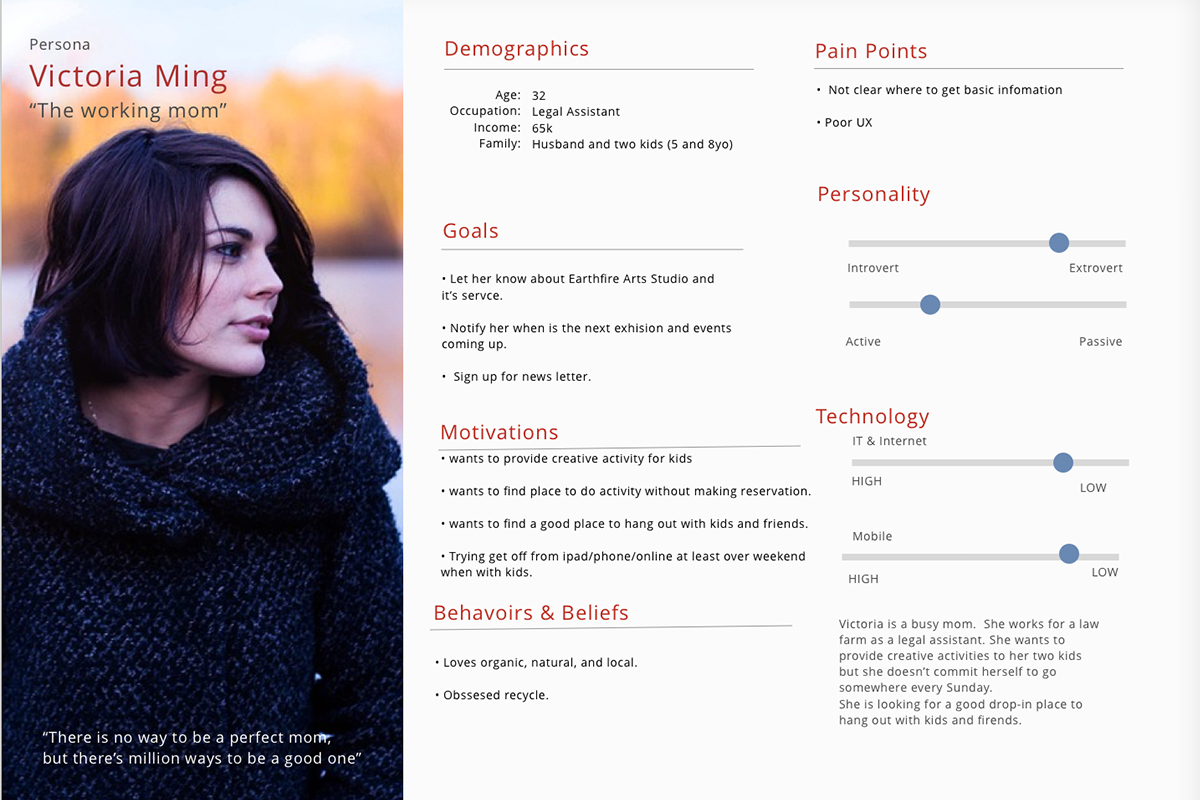 Persona
Victoria Ming
“The working mom”
“There is no way to be a perfect mom,
but there’s million ways to be a good one”
Demographics
Age: 32
Occupation: Legal Assistant
Income: 65k
Family: Husband and two kids (5 and 8yo)
Goals
• Let her know about Earthfire Arts Studio and
it’s servce.
• Notify her when is the next exhision and events
coming up.
• Sign up for news letter.
Motivations
• wants to provide creative activity for kids
• wants to find place to do activity without making reservation.
• wants to find a good place to hang out with kids and friends.
• Trying get off from ipad/phone/online at least over weekend
when with kids.
Behavoirs & Beliefs
• Loves organic, natural, and local.
• Obssesed recycle.
Pain Points
• Not clear where to get basic infomation
• Poor UX
Personality
Introvert Extrovert
Active Passive
Technology
IT & Internet
HIGH LOW
Mobile
HIGH LOW
Victoria is a busy mom. She works for a law
farm as a legal assistant. She wants to
provide creative activities to her two kids
but she doesn’t commit herself to go
somewhere every Sunday.
She is looking for a good drop-in place to
hang out with kids and firends.